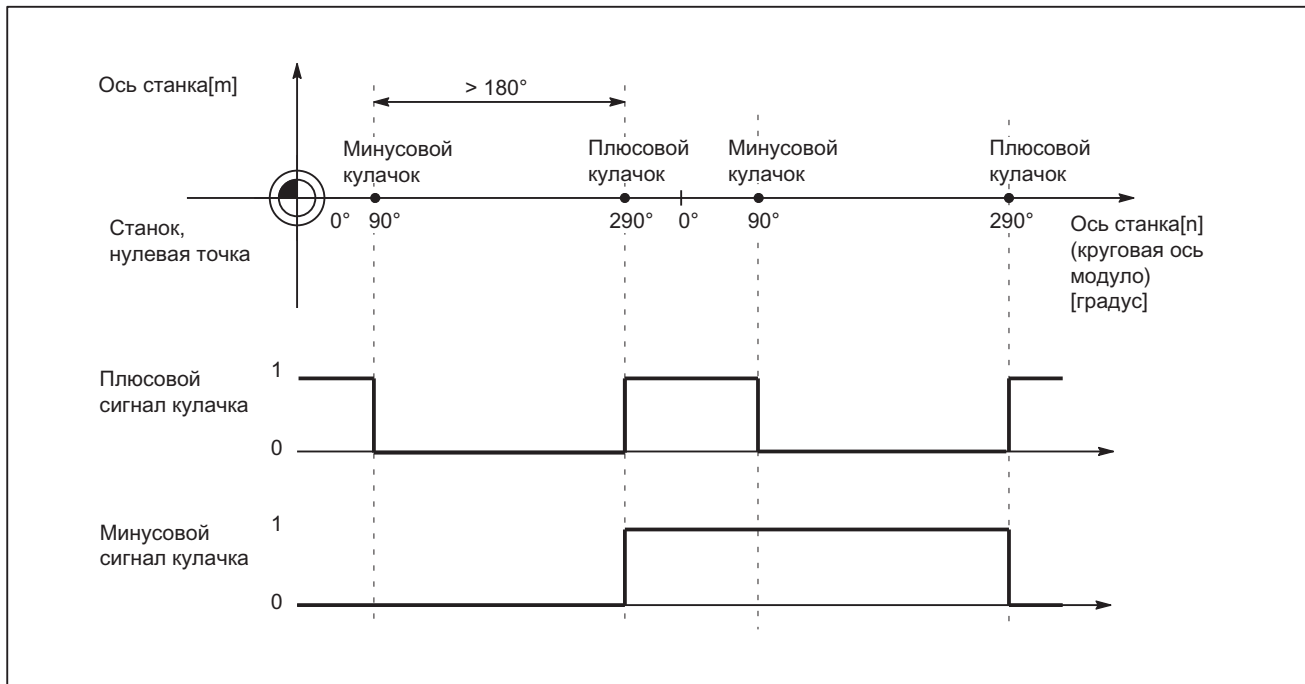 Ось станка[m]
> 180°
Минусовой
кулачок
Плюсовой
кулачок
Минусовой
кулачок
Плюсовой
кулачок
0°
90°
290°
0°
90°
290°
Станок,
нулевая точка
Ось станка[n]
(круговая ось
модуло)
[градус]
Плюсовой
сигнал кулачка
1
0
Минусовой
сигнал кулачка
1
0